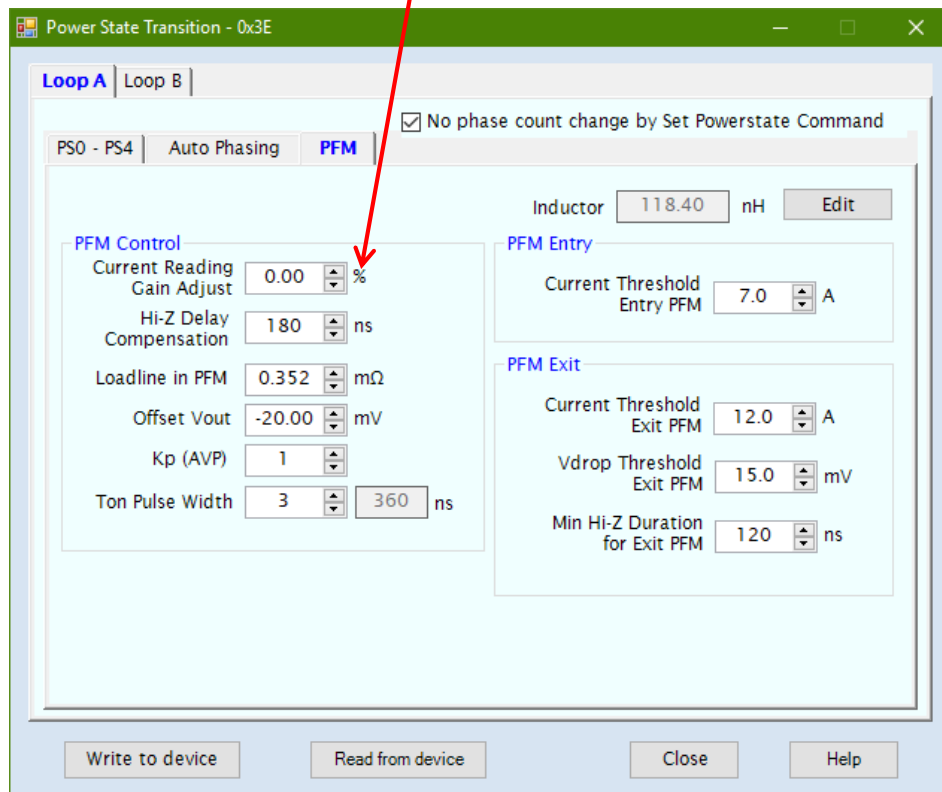 Power State Transition - 0x3E
Loop A Loop B
No phase count change by Set Powerstate Command
PS0 - PS4 Auto Phasing PFM
Inductor 118.40 nH Edit
PFM Control
Current Reading
Gain Adjust 0.00 %
Hi-Z Delay
Compensation 180 ns
Loadline in PFM 0.352 mΩ
Offset Vout -20.00 mV
Kp (AVP) 1
Ton Pulse Width 3 360 ns
PFM Entry
Current Threshold
Entry PFM 7.0 A
PFM Exit
Current Threshold
Exit PFM 12.0 A
Vdrop Threshold
Exit PFM 15.0 mV
Min Hi-Z Duration
for Exit PFM 120 ns
Write to device Read from device Close Help